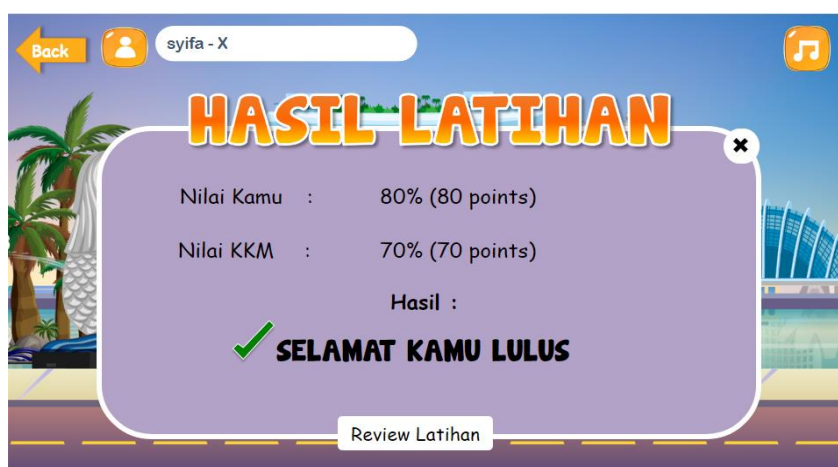 Back
syifa - X
HASIL LATIHAN
Nilai Kamu : 80% (80 points)
Nilai KKM : 70% (70 points)
Hasil :
SELAMAT KAMU LULUS
Review Latihan